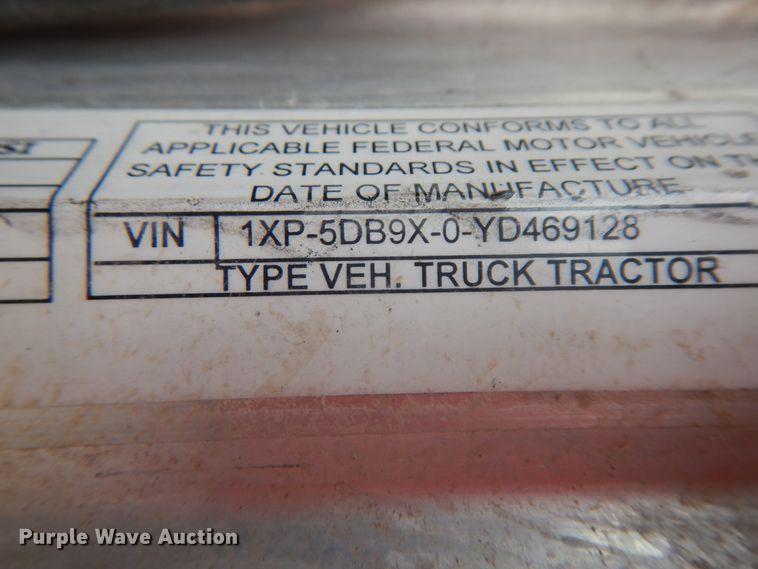 THIS VEHICLE CONFORMS TO ALL
APPLICABLE FEDERAL MOTOR VEHICLE
SAFETY STANDARDS IN EFFECT ON TH
DATE OF MANUFACTURE
VIN 1XP-5DB9X-0-YD469128
TYPE VEH. TRUCK TRACTOR
Purple Wave Auction